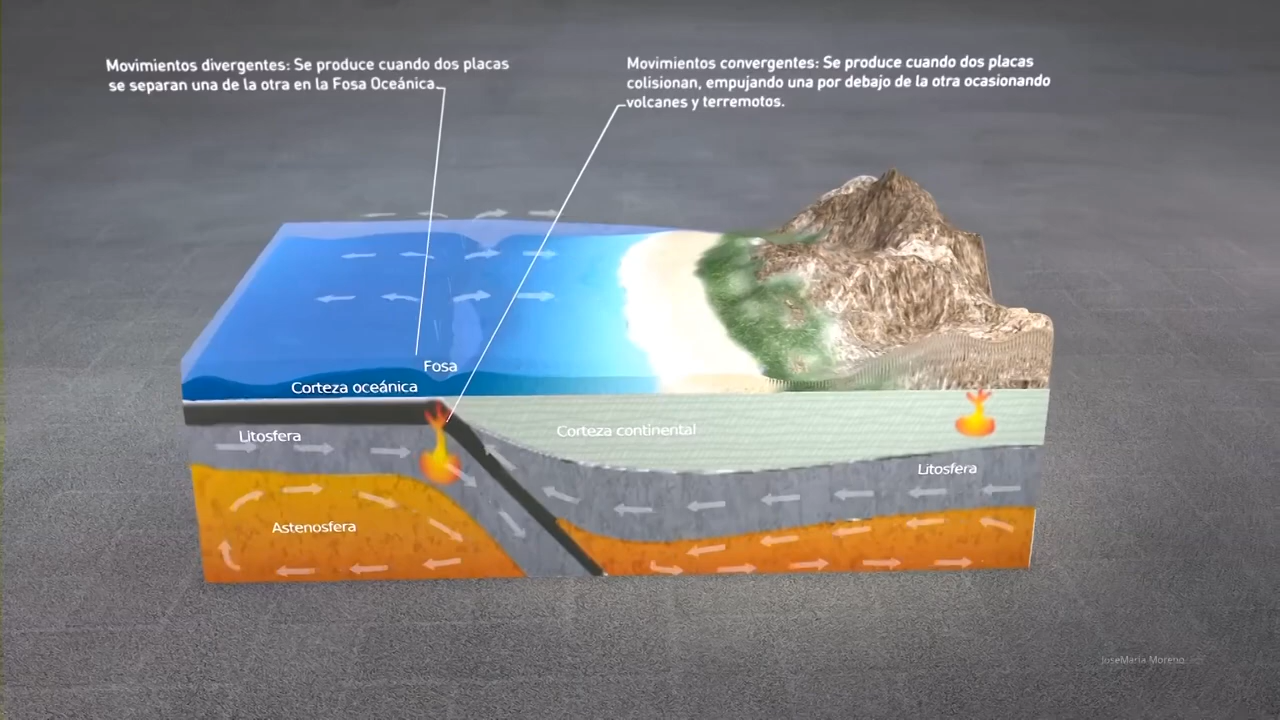 Movimientos divergentes: Se produce cuando dos placas
se separan una de la otra en la Fosa Oceánica.
Movimientos convergentes: Se produce cuando dos placas
colisionan, empujando una por debajo de la otra ocasionando
volcanes y terremotos.
Fosa
Corteza oceánica
Litosfera
Corteza continental
Litosfera
Astenosfera
JoseMaria Moreno